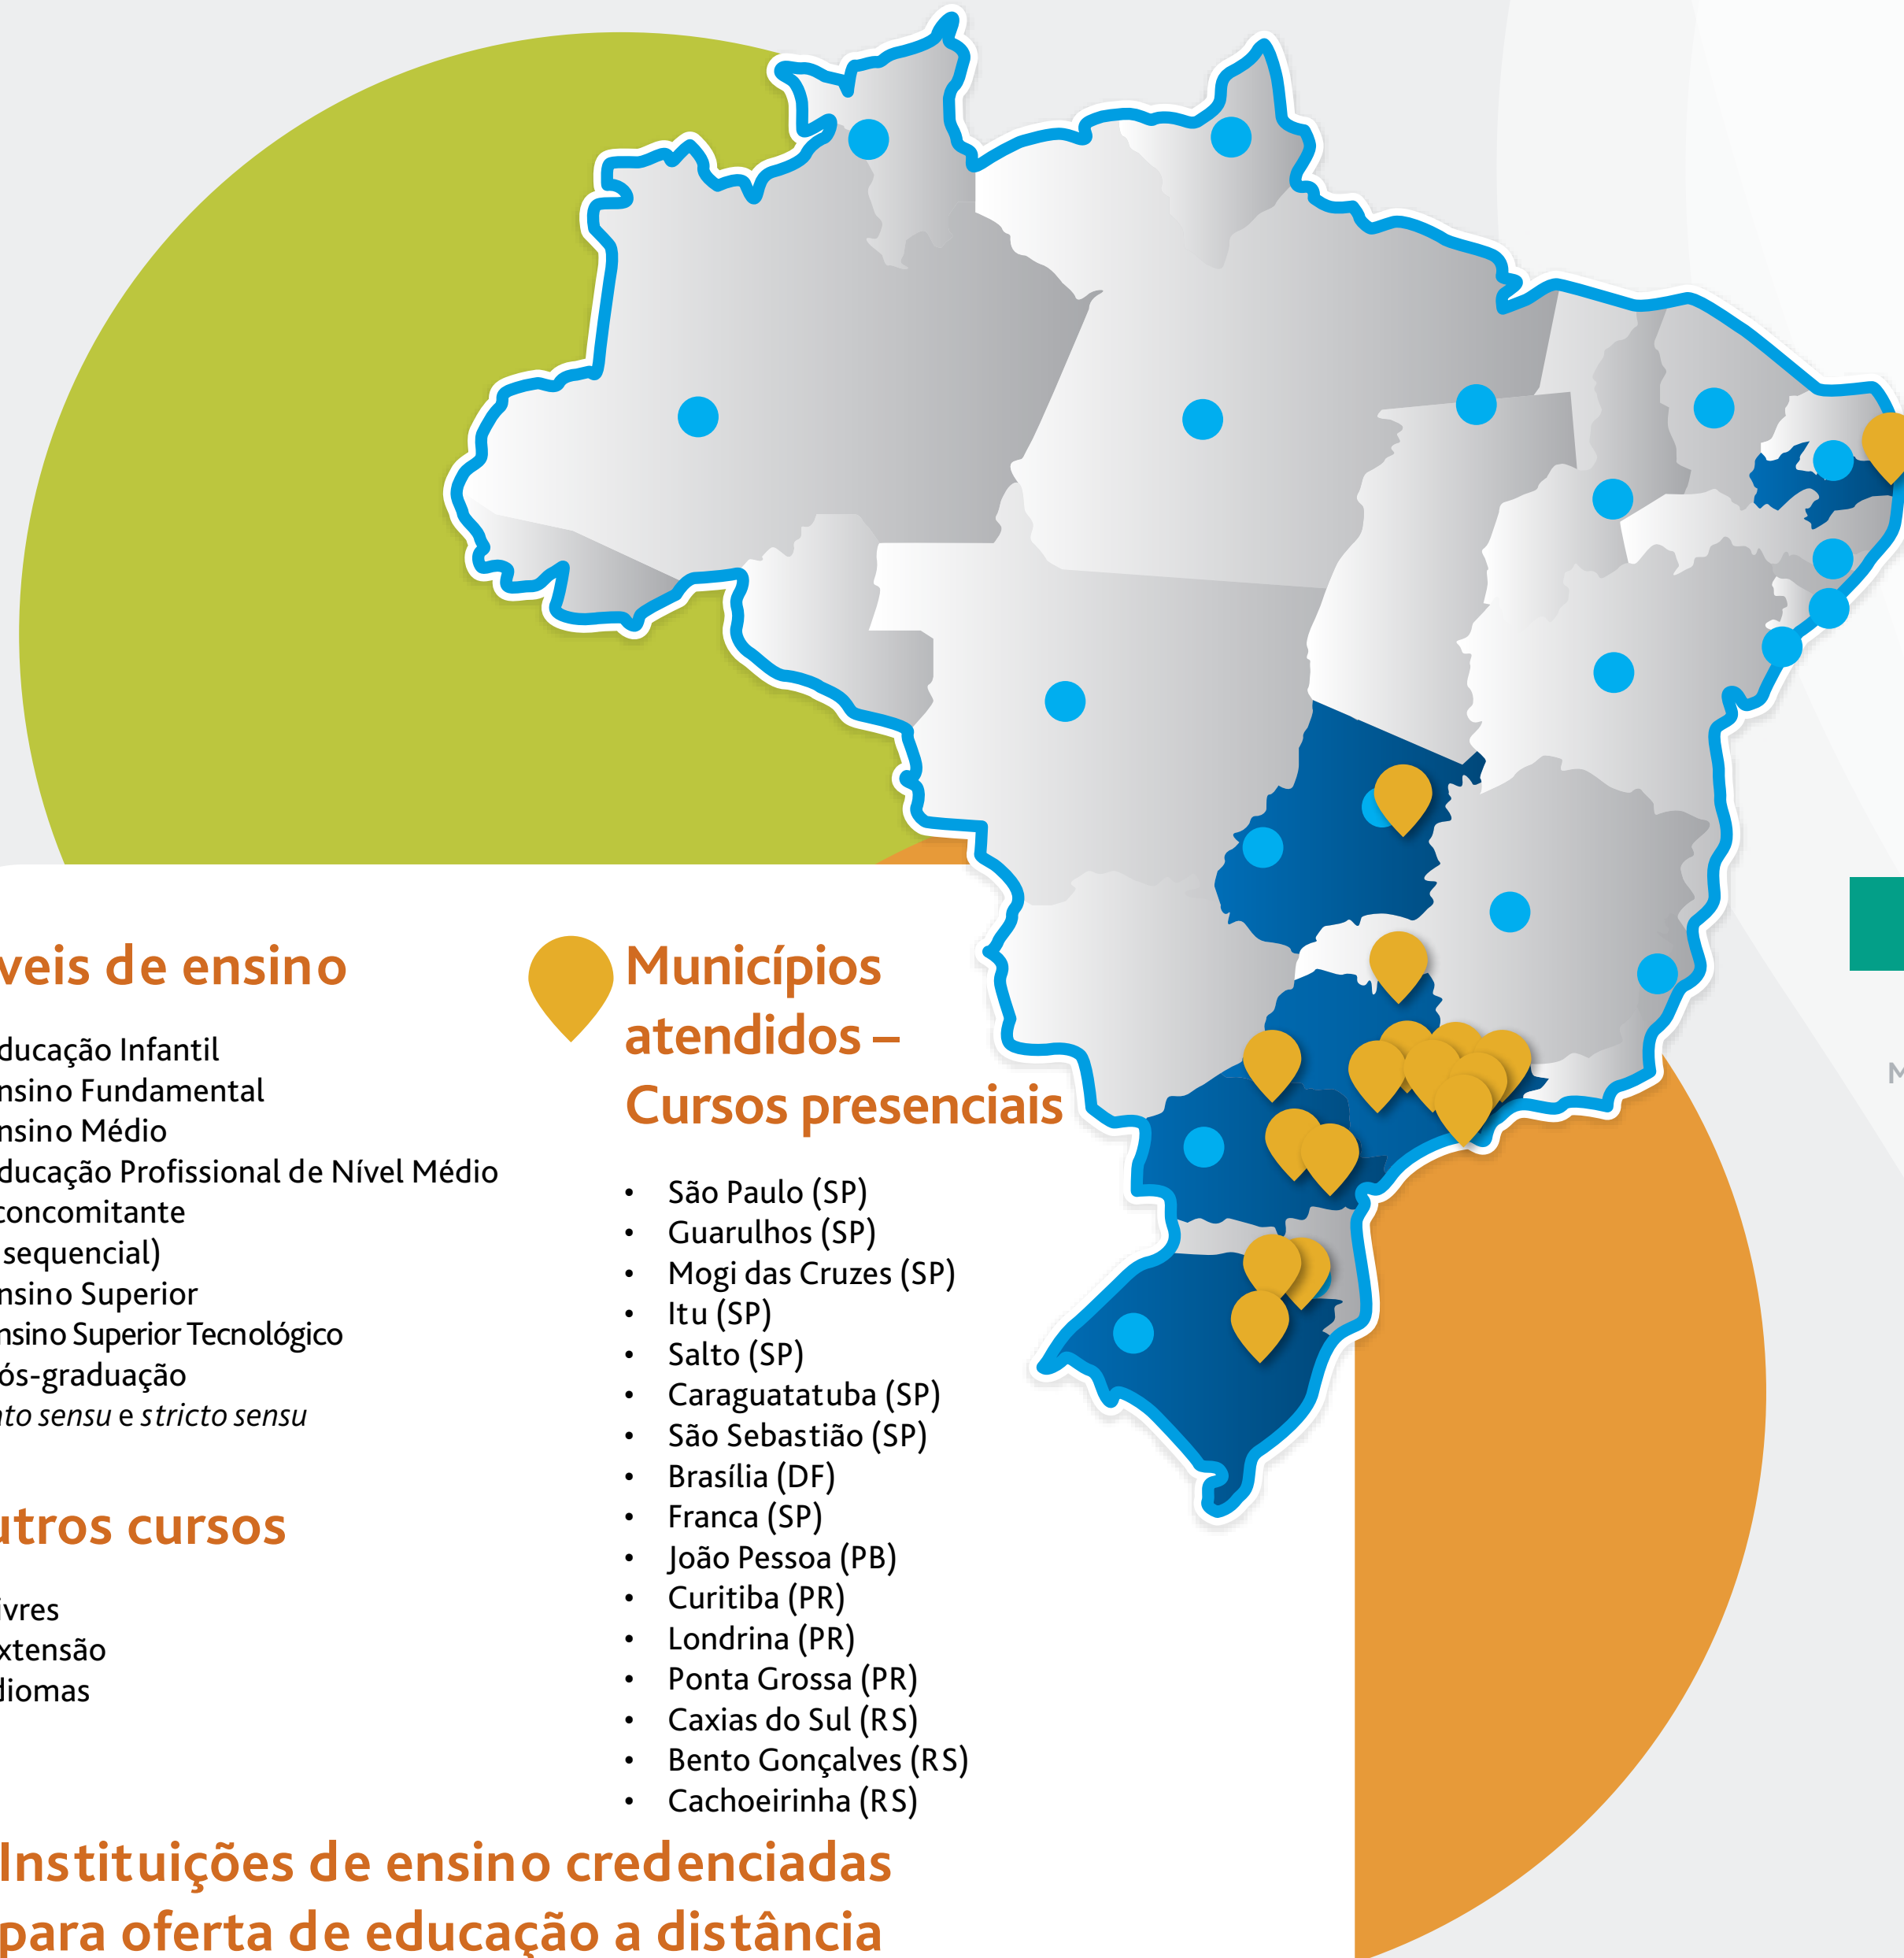 veis de ensino
ducação Infantil
nsino Fundamental
nsino Médio
ducação Profissional de Nível Médio
concomitante
sequencial)
nsino Superior
nsino Superior Tecnológico
ós-graduação
to sensu e stricto sensu
utros cursos
ivres
xtensão
diomas
Municípios
atendidos –
Cursos presenciais
• São Paulo (SP)
• Guarulhos (SP)
• Mogi das Cruzes (SP)
• Itu (SP)
• Salto (SP)
• Caraguatatuba (SP)
• São Sebastião (SP)
• Brasília (DF)
• Franca (SP)
• João Pessoa (PB)
• Curitiba (PR)
• Londrina (PR)
• Ponta Grossa (PR)
• Caxias do Sul (RS)
• Bento Gonçalves (RS)
• Cachoeirinha (RS)
Instituições de ensino credenciadas
para oferta de educação a distância
M